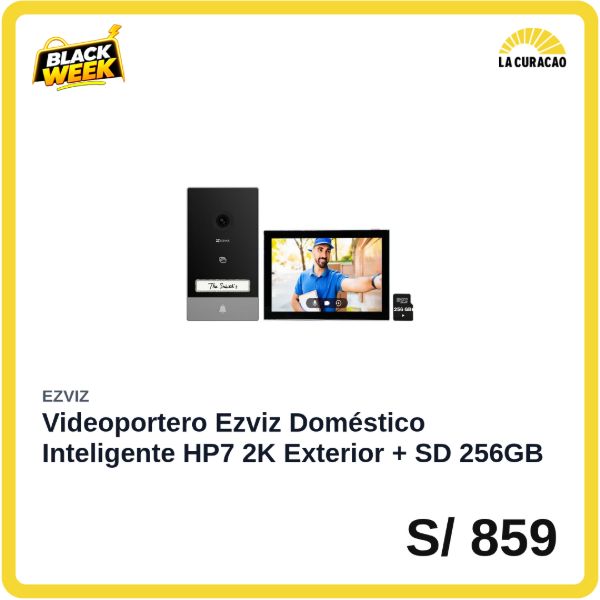 BLACK
WEEK
LA CURACAO
EZVIZ
The Smith's
256 GB
EZVIZ
Videoportero Ezviz Doméstico
Inteligente HP7 2K Exterior + SD 256GB
S/ 859